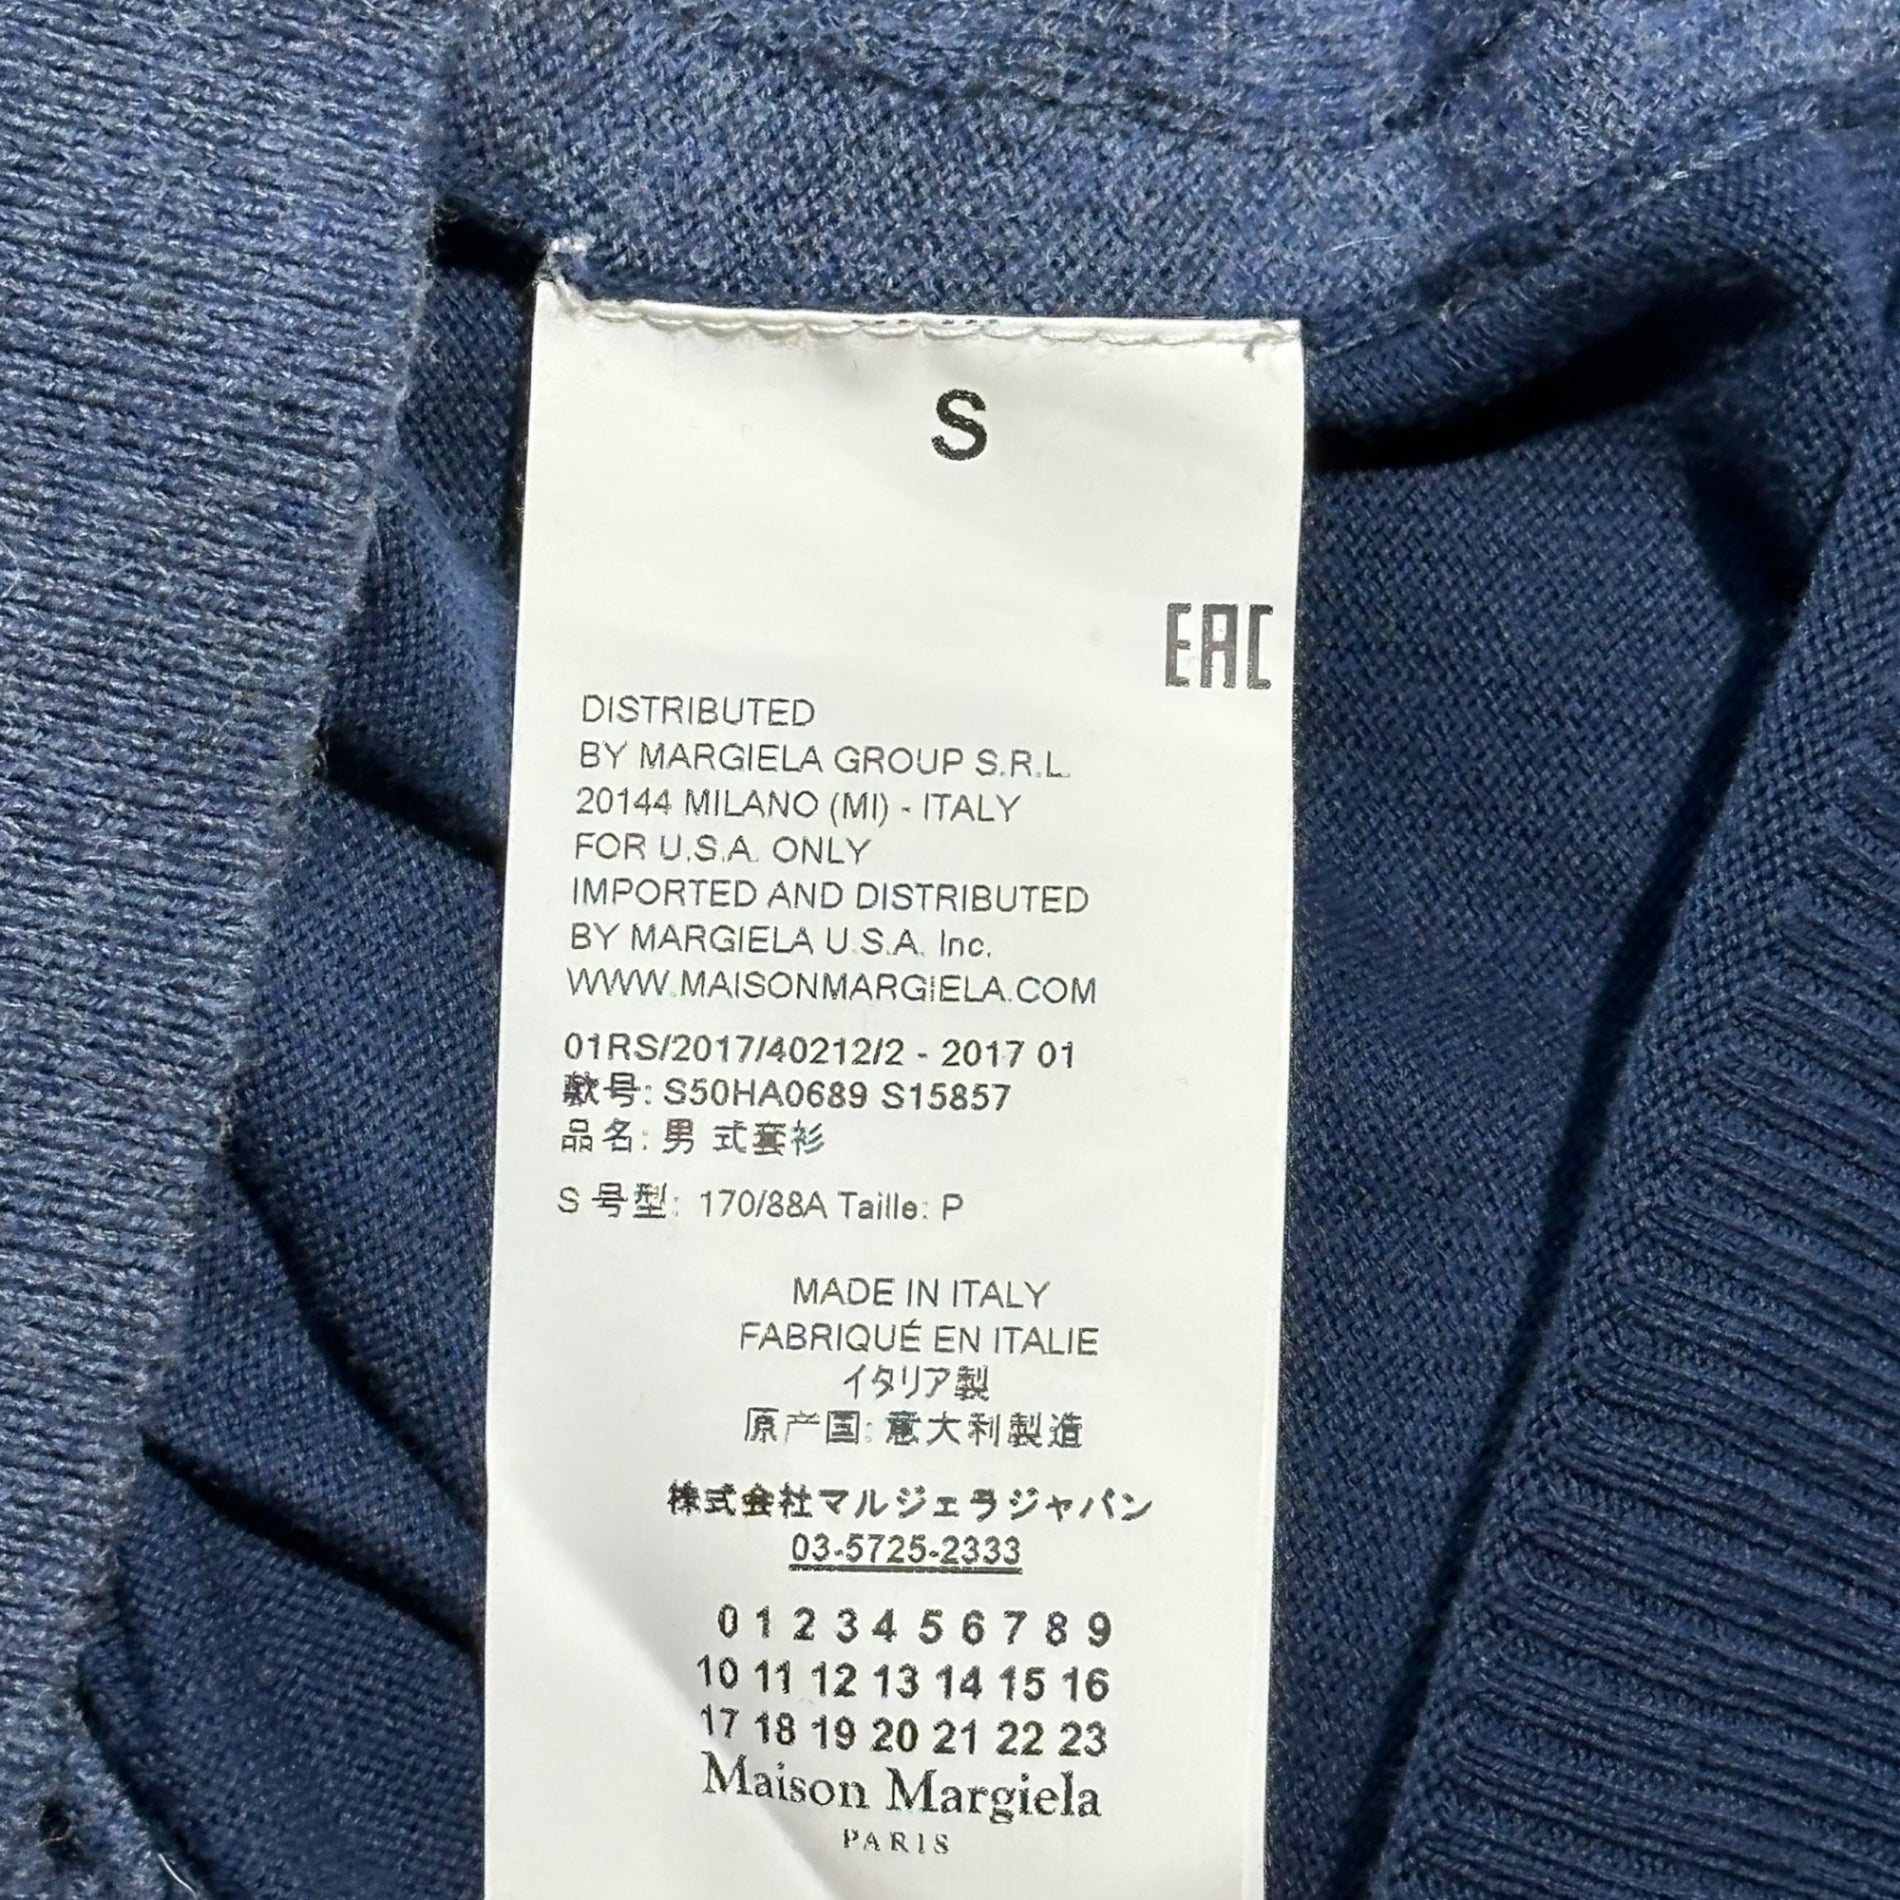 S
EAC
DISTRIBUTED
BY MARGIELA GROUP S.R.L.
20144 MILANO (MI) - ITALY
FOR U.S.A. ONLY
IMPORTED AND DISTRIBUTED
BY MARGIELA U.S.A. Inc.
WWW.MAISONMARGIELA.COM
01RS/2017/40212/2 - 2017 01
款号: S50HA0689 S15857
品名: 男 式套衫
S 号型: 170/88A Taille: P
MADE IN ITALY
FABRIQUÉ EN ITALIE
イタリア製
原产国: 意大利製造
株式会社マルジェラジャパン
03-5725-2333
0 1 2 3 4 5 6 7 8 9
10 11 12 13 14 15 16
17 18 19 20 21 22 23
Maison Margiela
PARIS